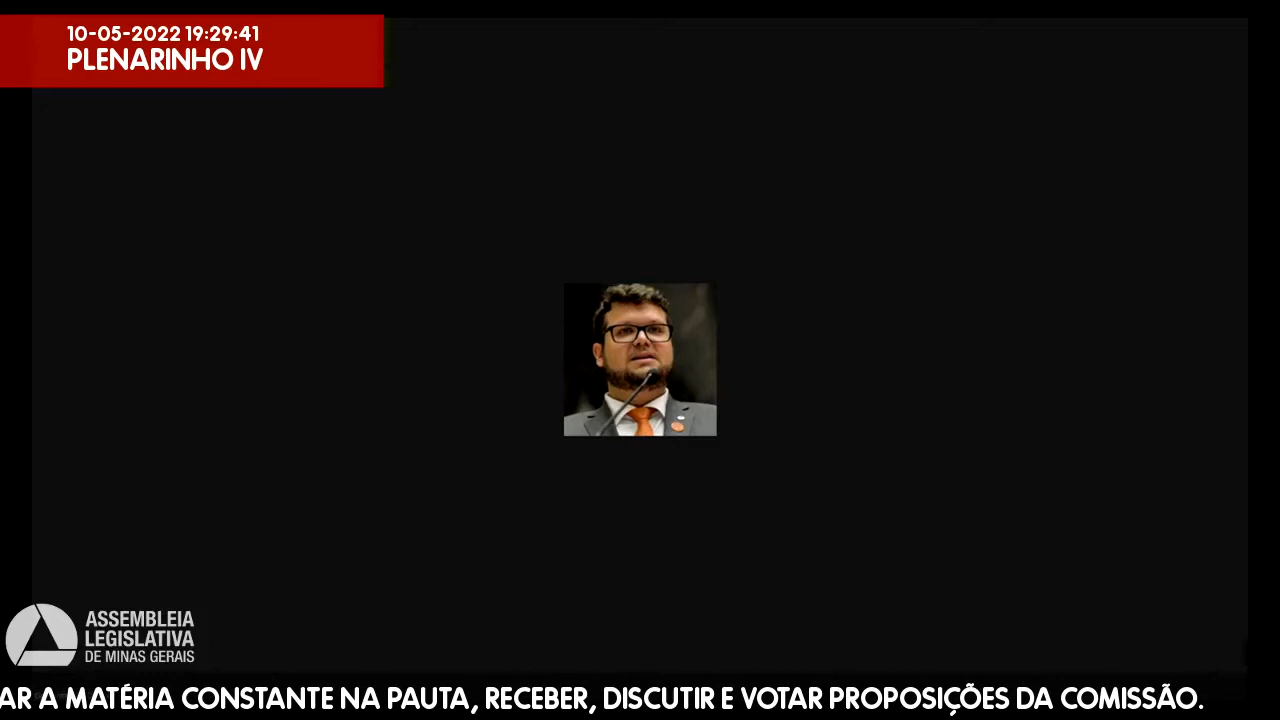 10-05-2022 19:29:41
PLENARINHO IV
ASSEMBLEIA
LEGISLATIVA
DE MINAS GERAIS
AR A MATÉRIA CONSTANTE NA PAUTA, RECEBER, DISCUTIR E VOTAR PROPOSIÇÕES DA COMISSÃO.